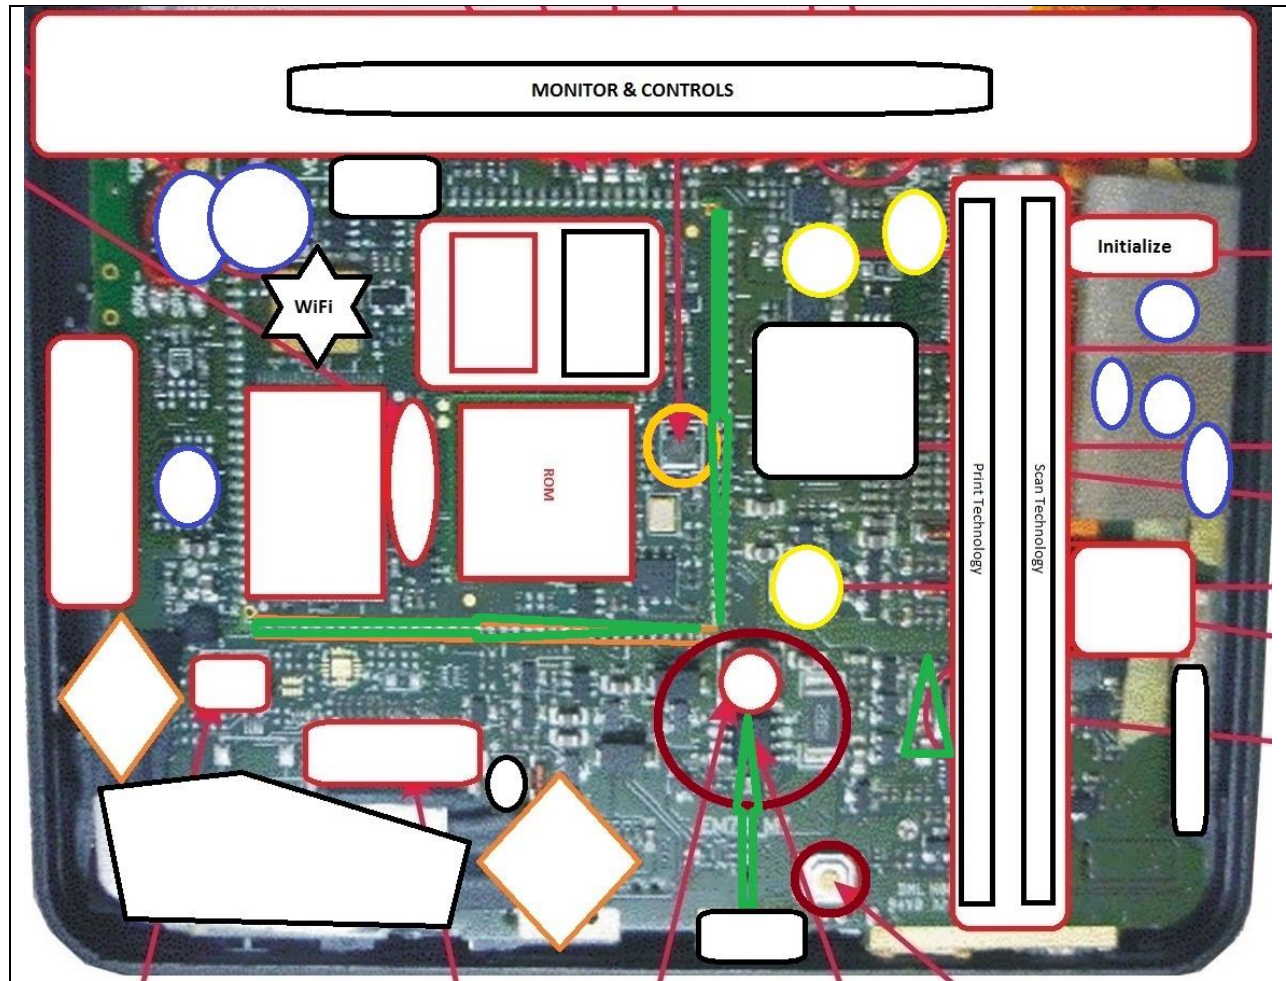 MONITOR & CONTROLS
Initialize
WiFi
ROM
Print Technology
Scan Technology